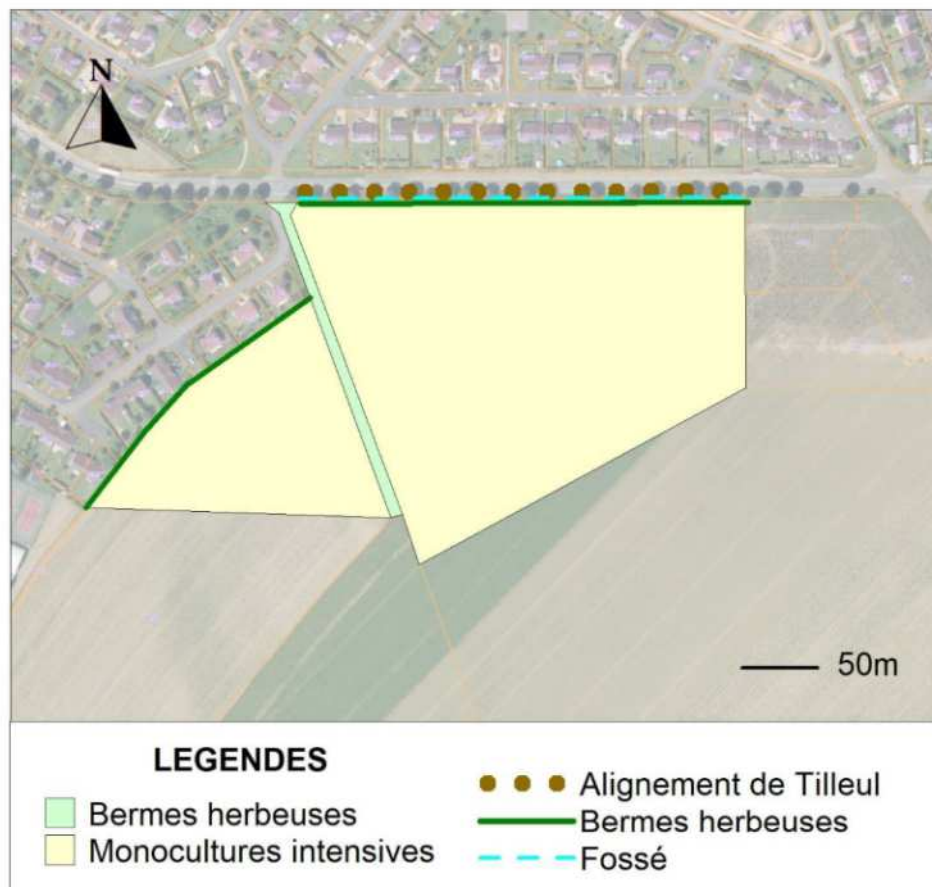 N
50m
LEGENDES
Bermes herbeuses
Monocultures intensives
Alignement de Tilleul
Bermes herbeuses
Fossé